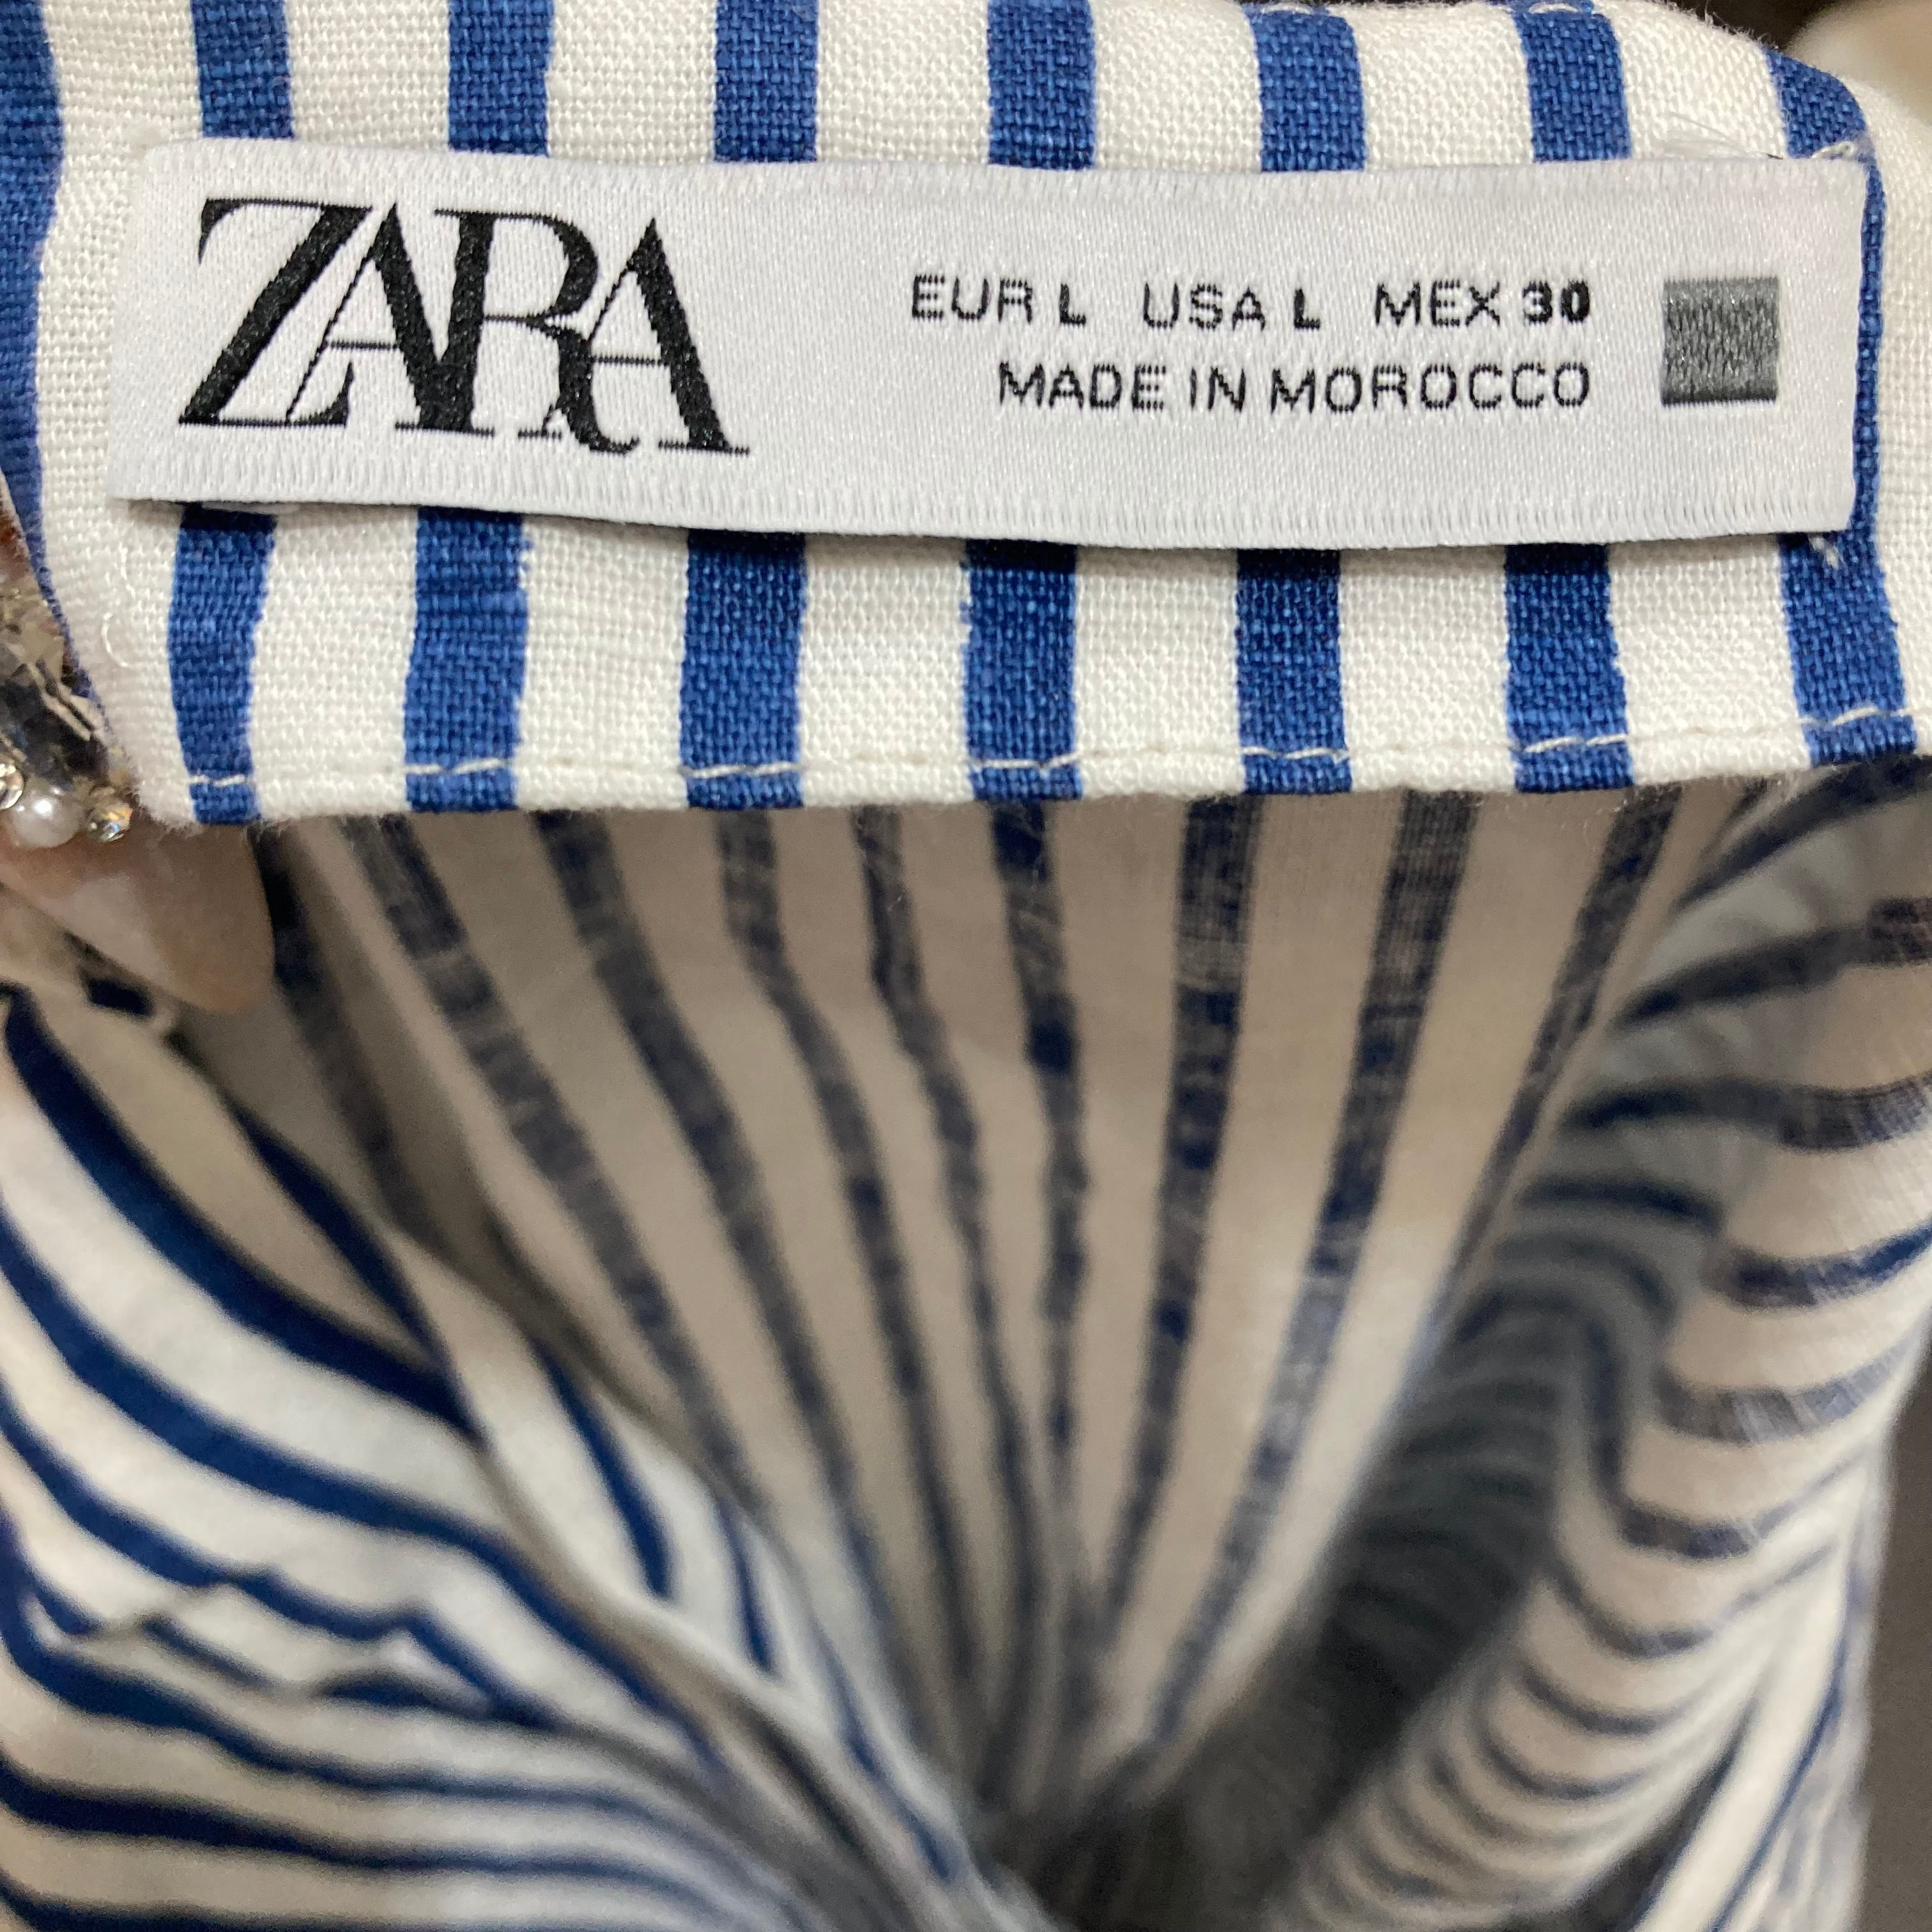 ZARA
EUR L USA L MEX 30
MADE IN MOROCCO